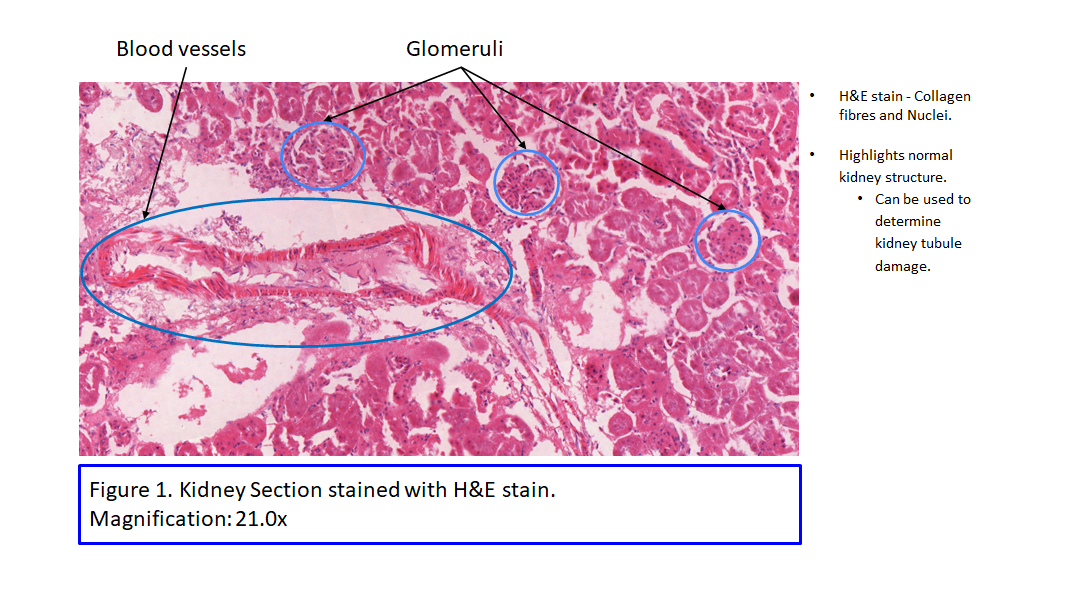 Blood vessels
Glomeruli
• H&E stain - Collagen
fibres and Nuclei.
• Highlights normal
kidney structure.
• Can be used to
determine
kidney tubule
damage.
Figure 1. Kidney Section stained with H&E stain.
Magnification: 21.0x